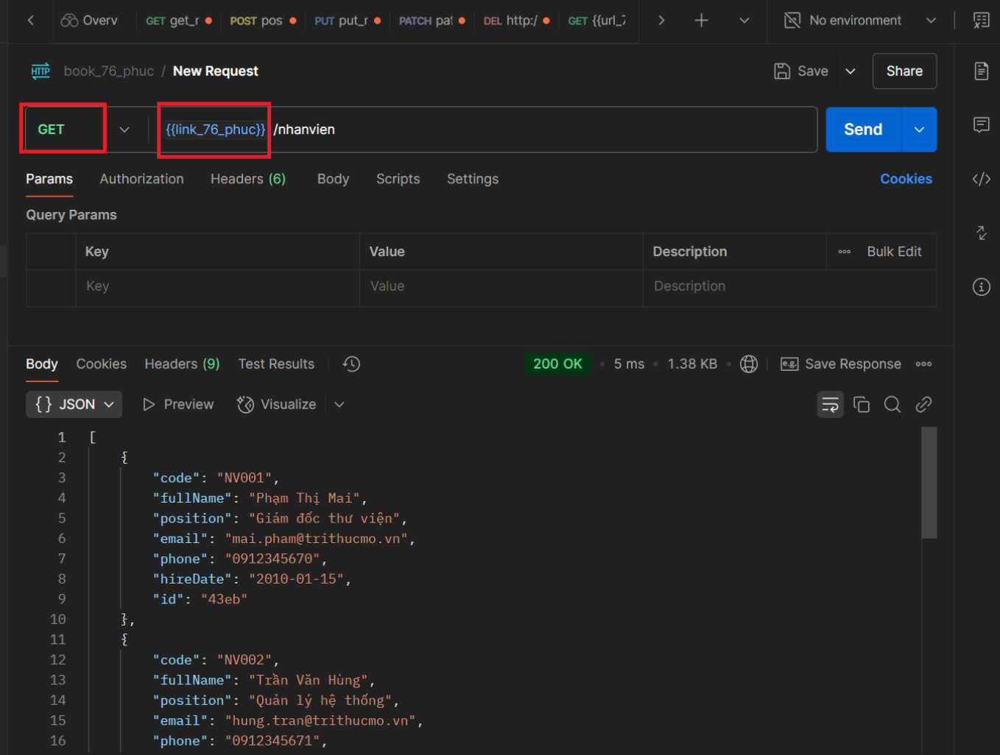 Overvi GET get_r POST pos PUT put_r PATCH pat DEL http:/ GET {{url_7 No environment
HTTP book_76_phuc / New Request Save Share
GET {{link_76_phuc}} /nhanvien Send
Params Authorization Headers (6) Body Scripts Settings Cookies
Query Params
Key Value Description Bulk Edit
Key Value Description
Body Cookies Headers (9) Test Results 200 OK • 5 ms • 1.38 KB • e.g. Save Response
{} JSON Preview Visualize
1 [
2 {
3 "code": "NV001",
4 "fullName": "Phạm Thị Mai",
5 "position": "Giám đốc thư viện",
6 "email": "mai.pham@trithucmo.vn",
7 "phone": "0912345670",
8 "hireDate": "2010-01-15",
9 "id": "43eb"
10 },
11 {
12 "code": "NV002",
13 "fullName": "Trần Văn Hùng",
14 "position": "Quản lý hệ thống",
15 "email": "hung.tran@trithucmo.vn",
16 "phone": "0912345671",